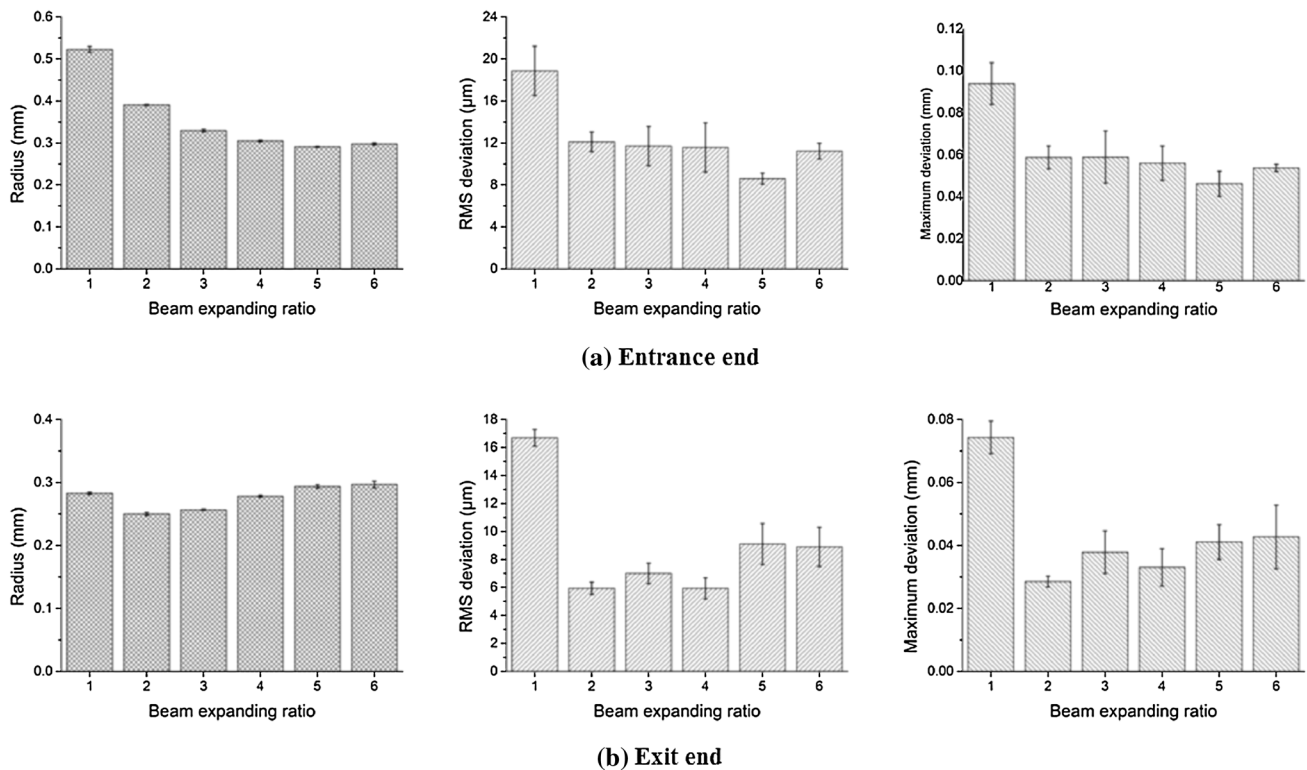 0.6
0.5
0.4
0.3
0.2
0.1
0.0
Radius (mm)
1 2 3 4 5 6
Beam expanding ratio
24
20
16
12
8
4
0
RMS deviation (μm)
1 2 3 4 5 6
Beam expanding ratio
0.12
0.10
0.08
0.06
0.04
0.02
0.00
Maximum deviation (mm)
1 2 3 4 5 6
Beam expanding ratio
(a) Entrance end
0.4
0.3
0.2
0.1
0.0
Radius (mm)
1 2 3 4 5 6
Beam expanding ratio
18
16
14
12
10
8
6
4
2
0
RMS deviation (μm)
1 2 3 4 5 6
Beam expanding ratio
0.08
0.06
0.04
0.02
0.00
Maximum deviation (mm)
1 2 3 4 5 6
Beam expanding ratio
(b) Exit end